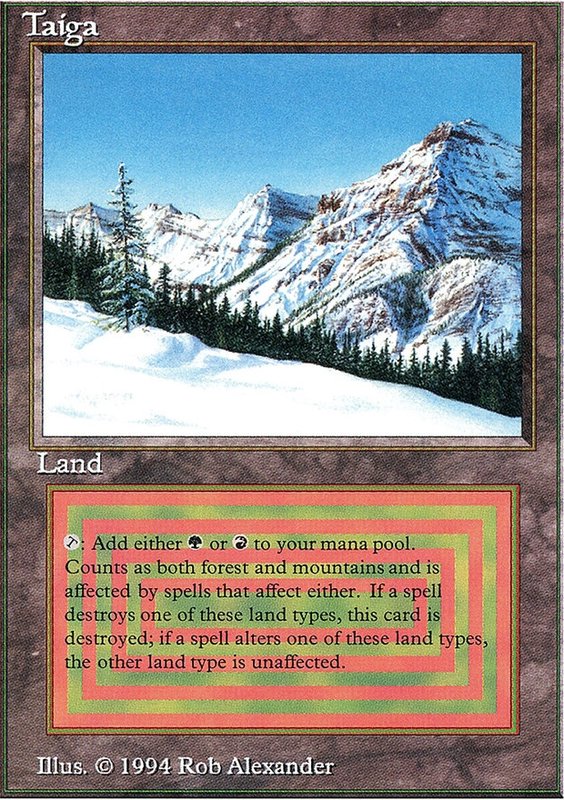 Taiga
Land
: Add either or to your mana pool.
Counts as both forest and mountains and is
affected by spells that affect either. If a spell
destroys one of these land types, this card is
destroyed; if a spell alters one of these land types,
the other land type is unaffected.
Illus. © 1994 Rob Alexander